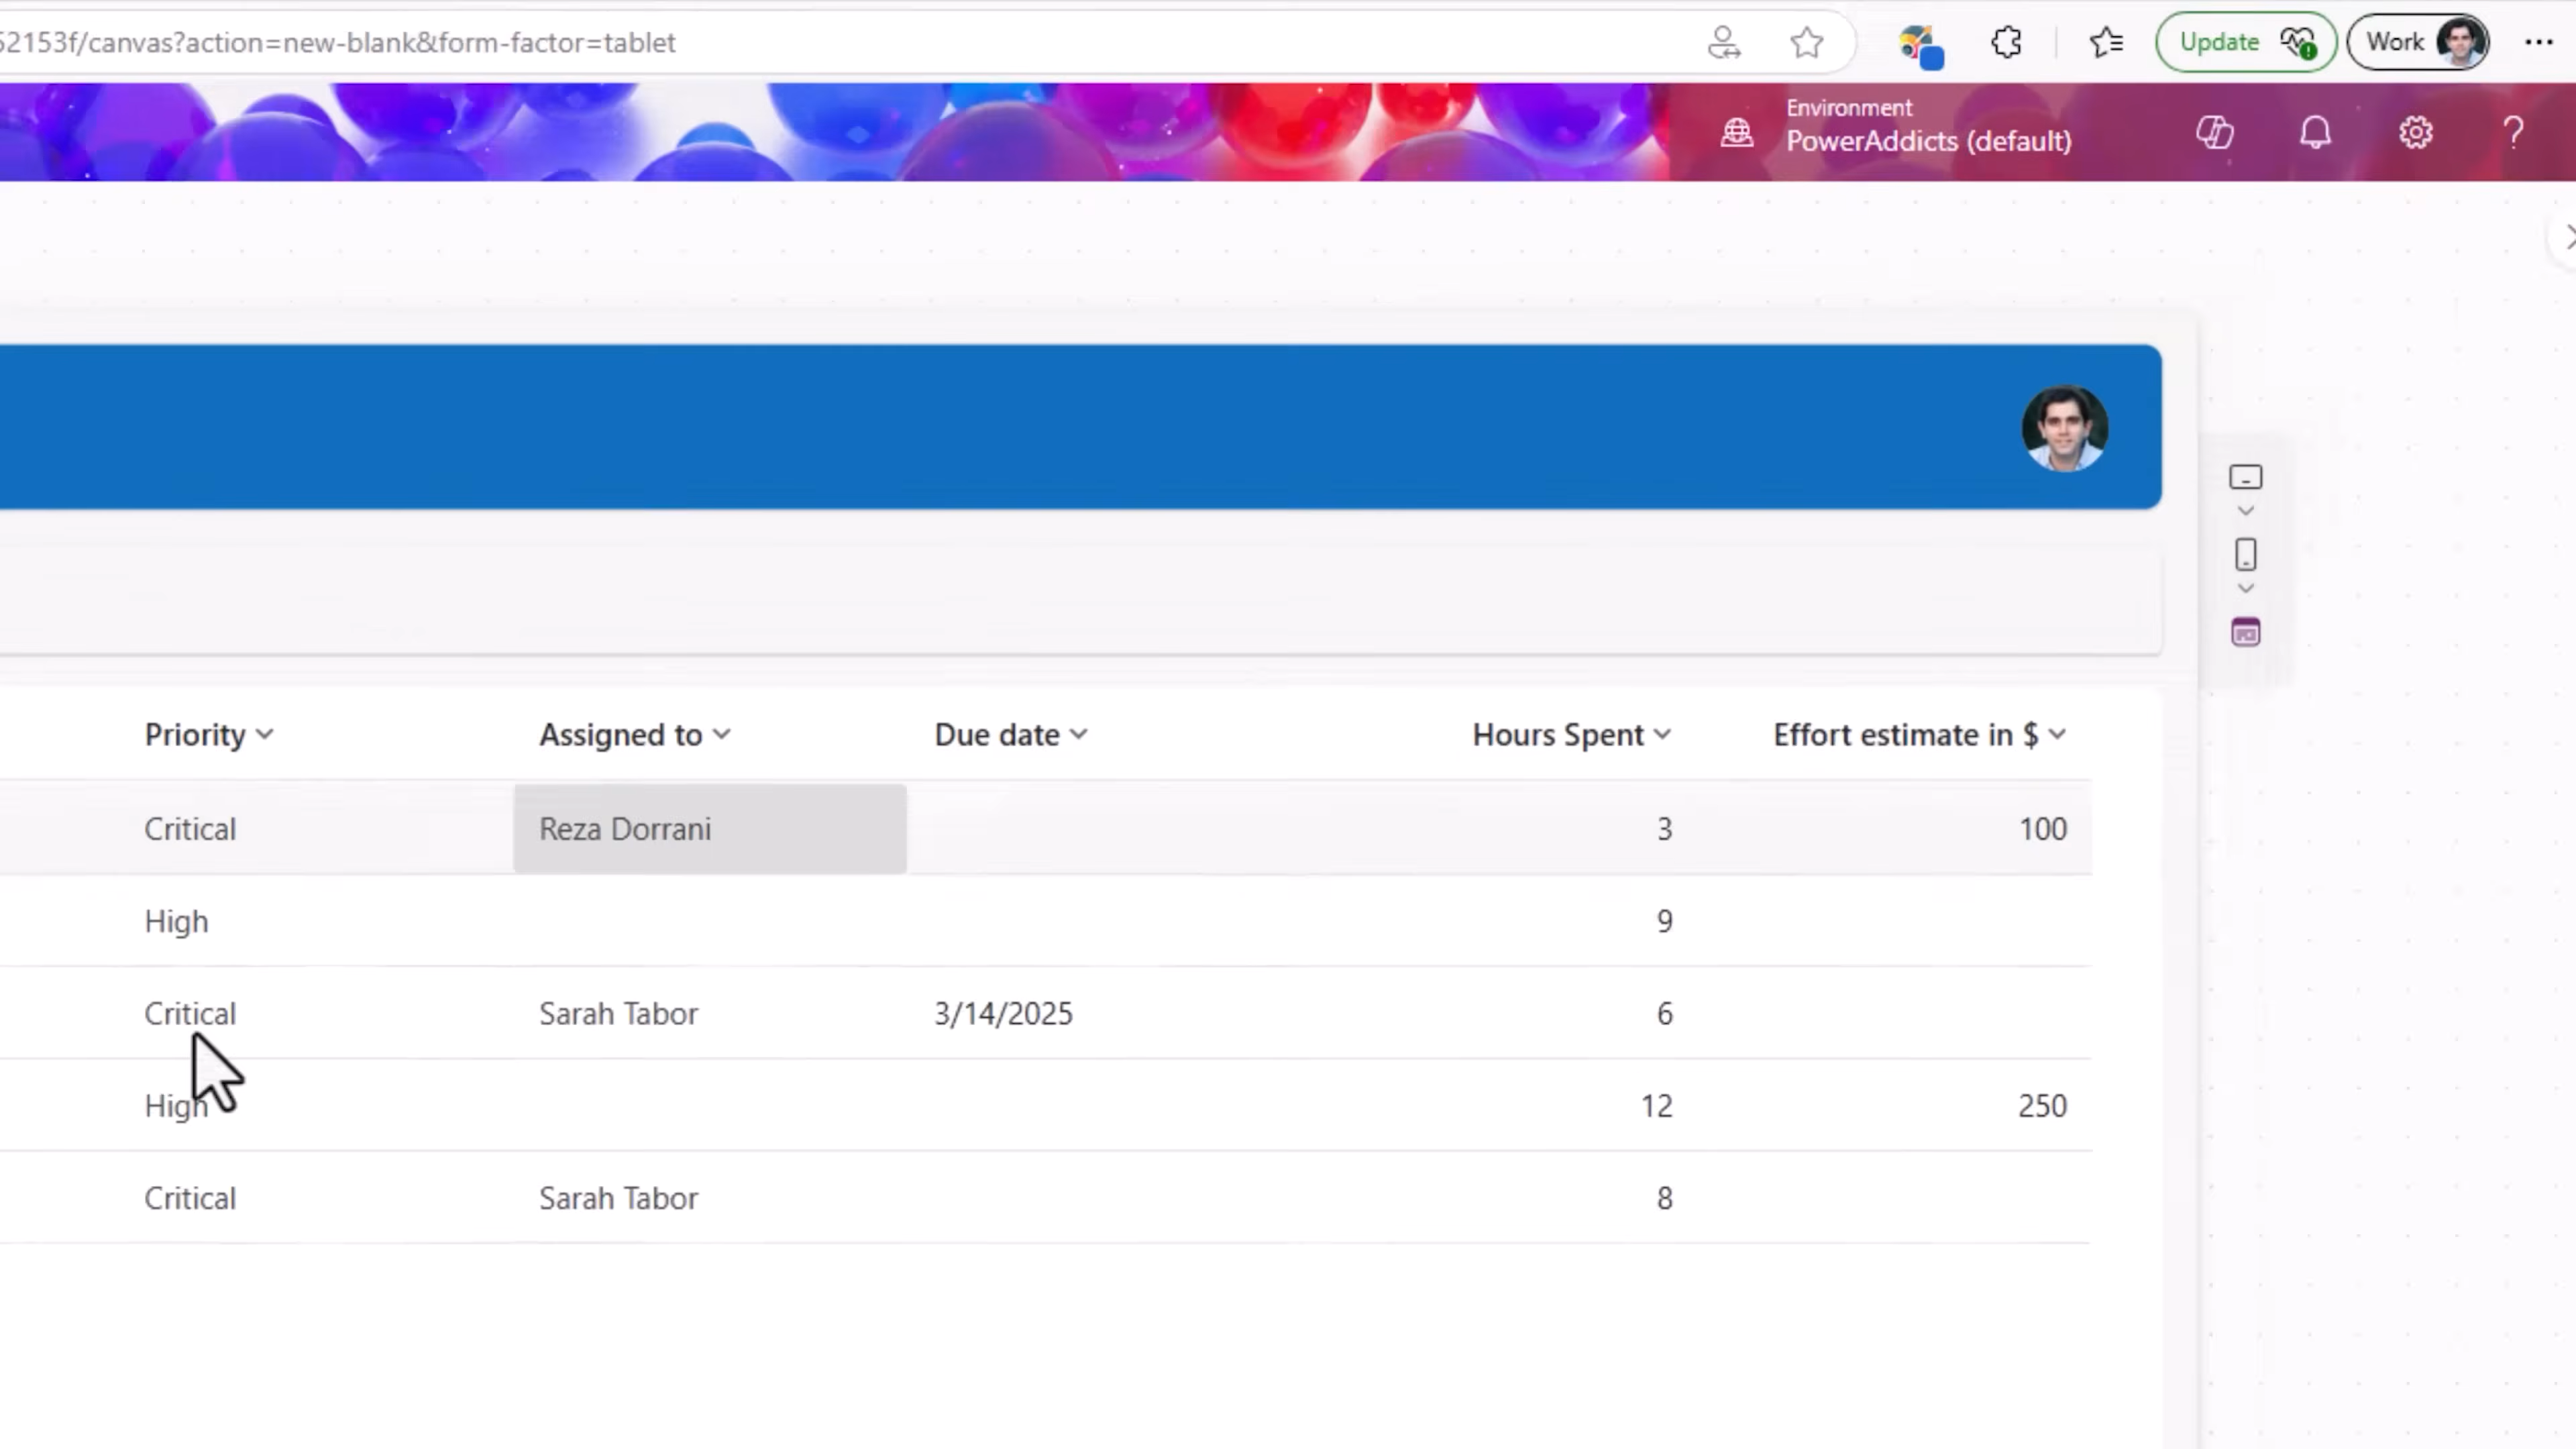 52153f/canvas?action=new-blank&form-factor=tablet
Update
Work
Environment
PowerAddicts (default)
Priority Assigned to Due date Hours Spent Effort estimate in $
Critical Reza Dorrani 3 100
High 9
Critical Sarah Tabor 3/14/2025 6
High 12 250
Critical Sarah Tabor 8